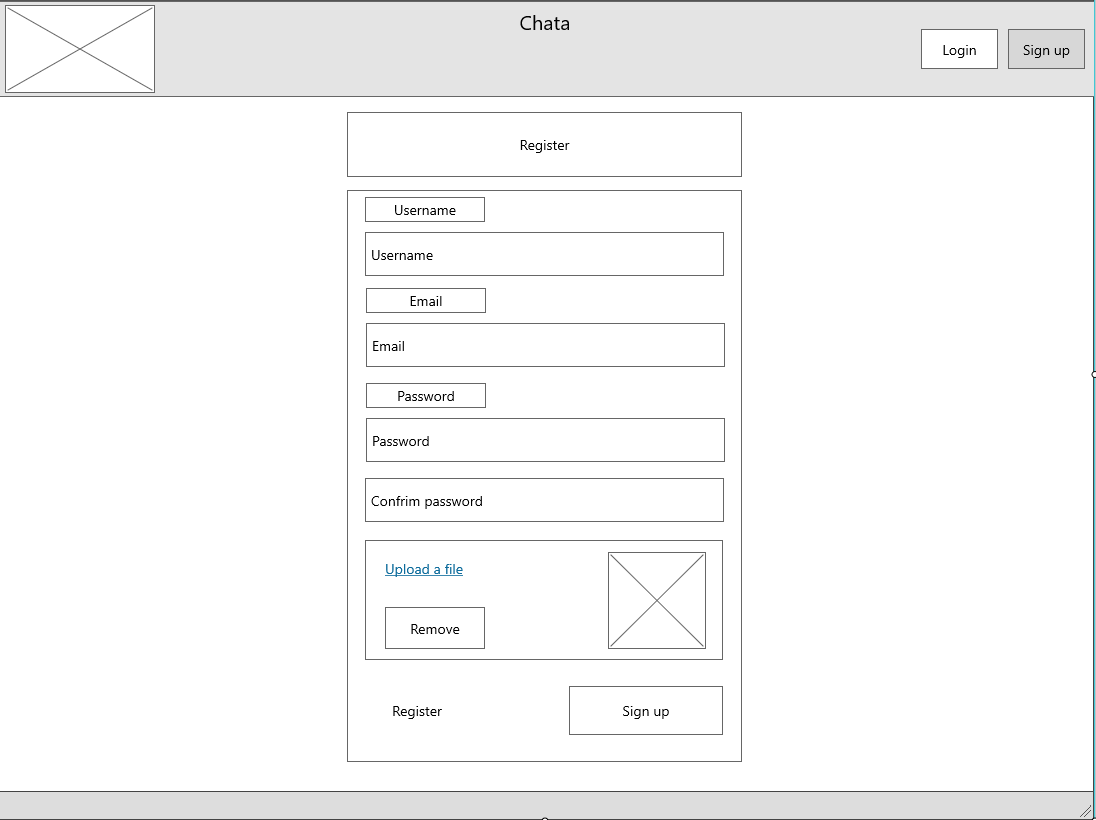 Chata
Login
Sign up
Register
Username
Username
Email
Email
Password
Password
Confrim password
Upload a file
Remove
Register
Sign up